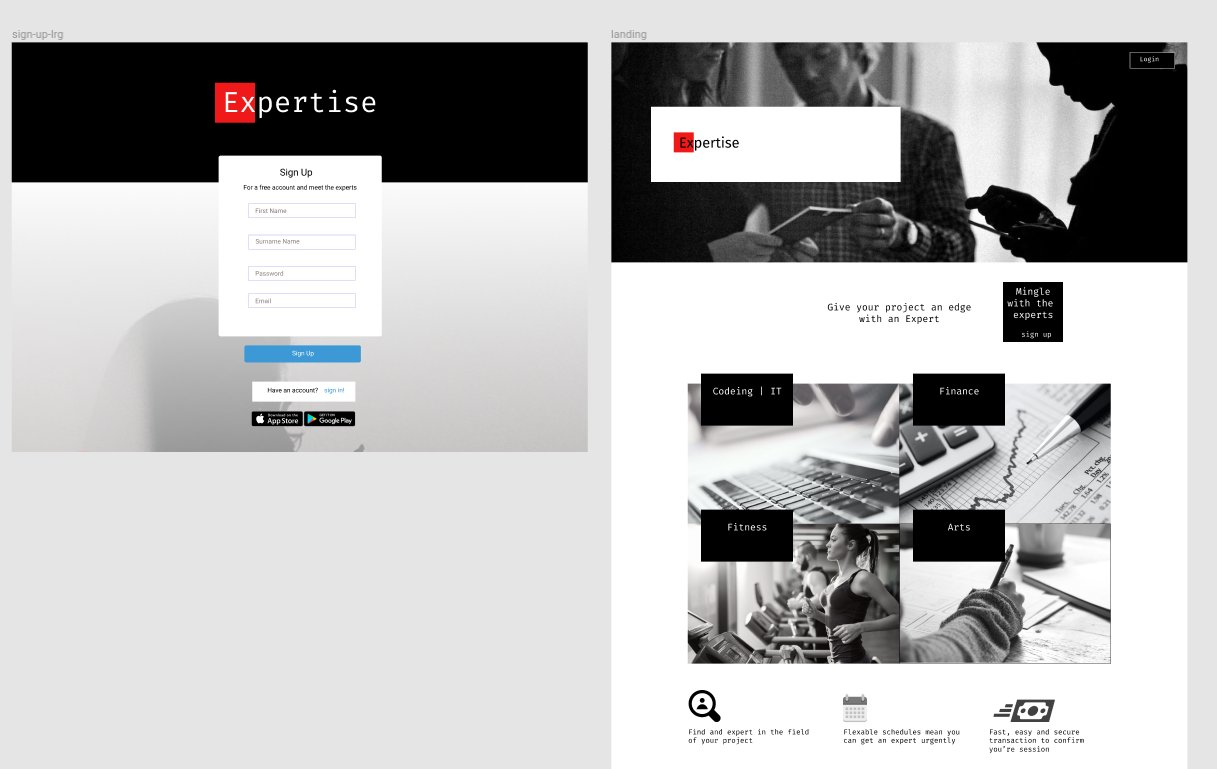 sign-up-lrg
Expertise
Sign Up
For a free account and meet the experts
First Name
Surname Name
Password
Email
Sign Up
Have an account? sign in!
Download on the
App Store
GET IT ON
Google Play
landing
Login
Expertise
Give your project an edge
with an Expert
Mingle
with the
experts
sign up
Codeing | IT
Finance
Fitness
Arts
Find and expert in the field
of your project
Flexable schedules mean you
can get an expert urgently
Fast, easy and secure
transaction to confirm
you're session